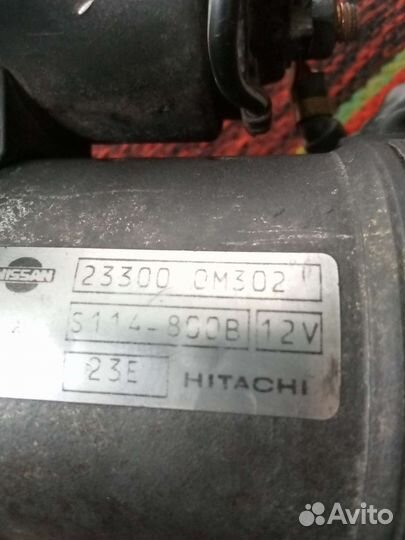 NISSAN 23300 0M302
S114-800B 12V
23E HITACHI
Avito